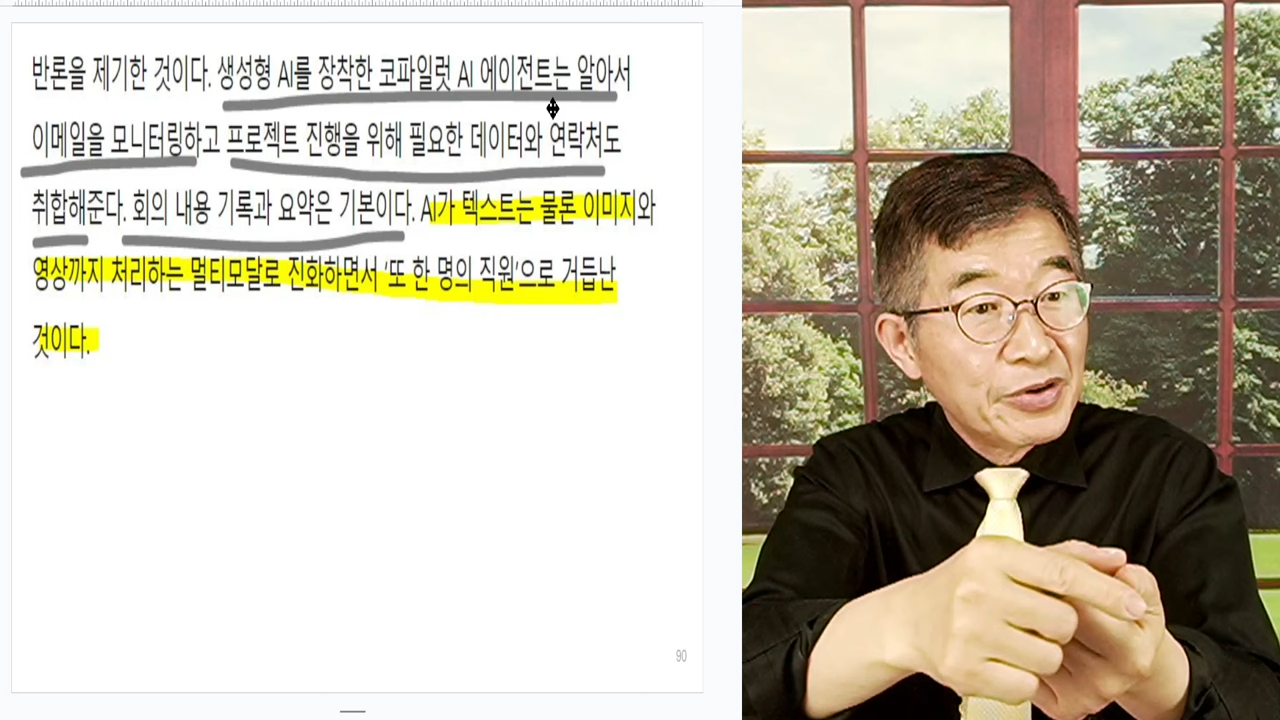 반론을 제기한 것이다. 생성형 AI를 장착한 코파일럿 AI 에이전트는 알아서
이메일을 모니터링하고 프로젝트 진행을 위해 필요한 데이터와 연락처도
취합해준다. 회의 내용 기록과 요약은 기본이다. AI가 텍스트는 물론 이미지와
영상까지 처리하는 멀티모달로 진화하면서 ‘또 한 명의 직원’으로 거듭난
것이다.
90